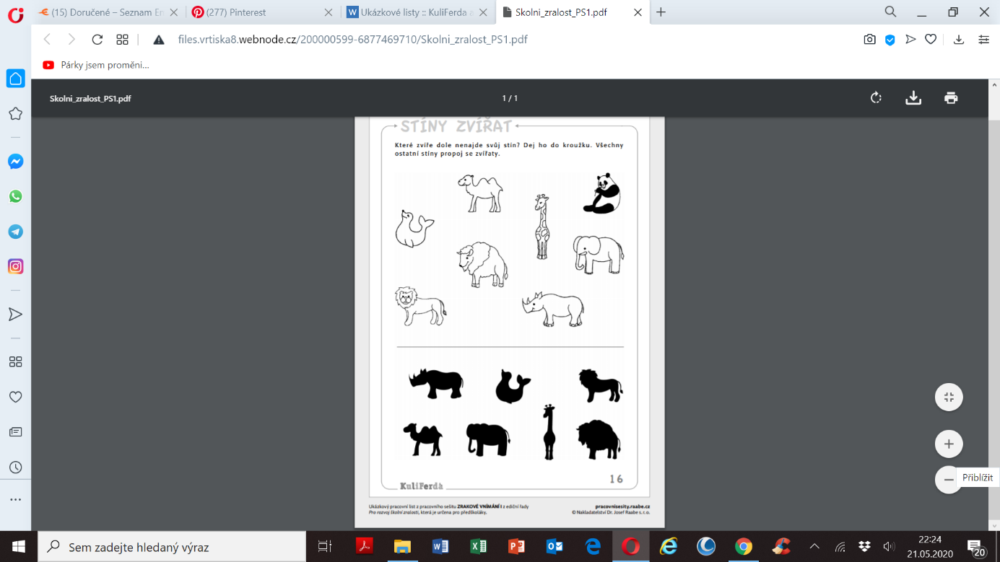 (15) Doručené – Seznam En
(277) Pinterest
Ukázkové listy :: KuliFerda a
Skolni_zralost_PS1.pdf
files.vrtiska8.webnode.cz/200000599-6877469710/Skolni_zralost_PS1.pdf
Párky jsem proměni...
Skolni_zralost_PS1.pdf
1 / 1
STÍNY ZVÍŘAT
Které zvíře dole nenajde svůj stín? Dej ho do kroužku. Všechny
ostatní stíny propoj se zvířaty.
16
KuliFerda
Ukázkový pracovní list z pracovního sešitu ZRAKOVÉ VNÍMÁNÍ I z ediční řady
Pro rozvoj školní zralosti, která je určena pro předškoláky.
pracovnisesity.raabe.cz
© Nakladatelství Dr. Josef Raabe s. r. o.
Přiblížit
Sem zadejte hledaný výraz
22:24
21.05.2020
20